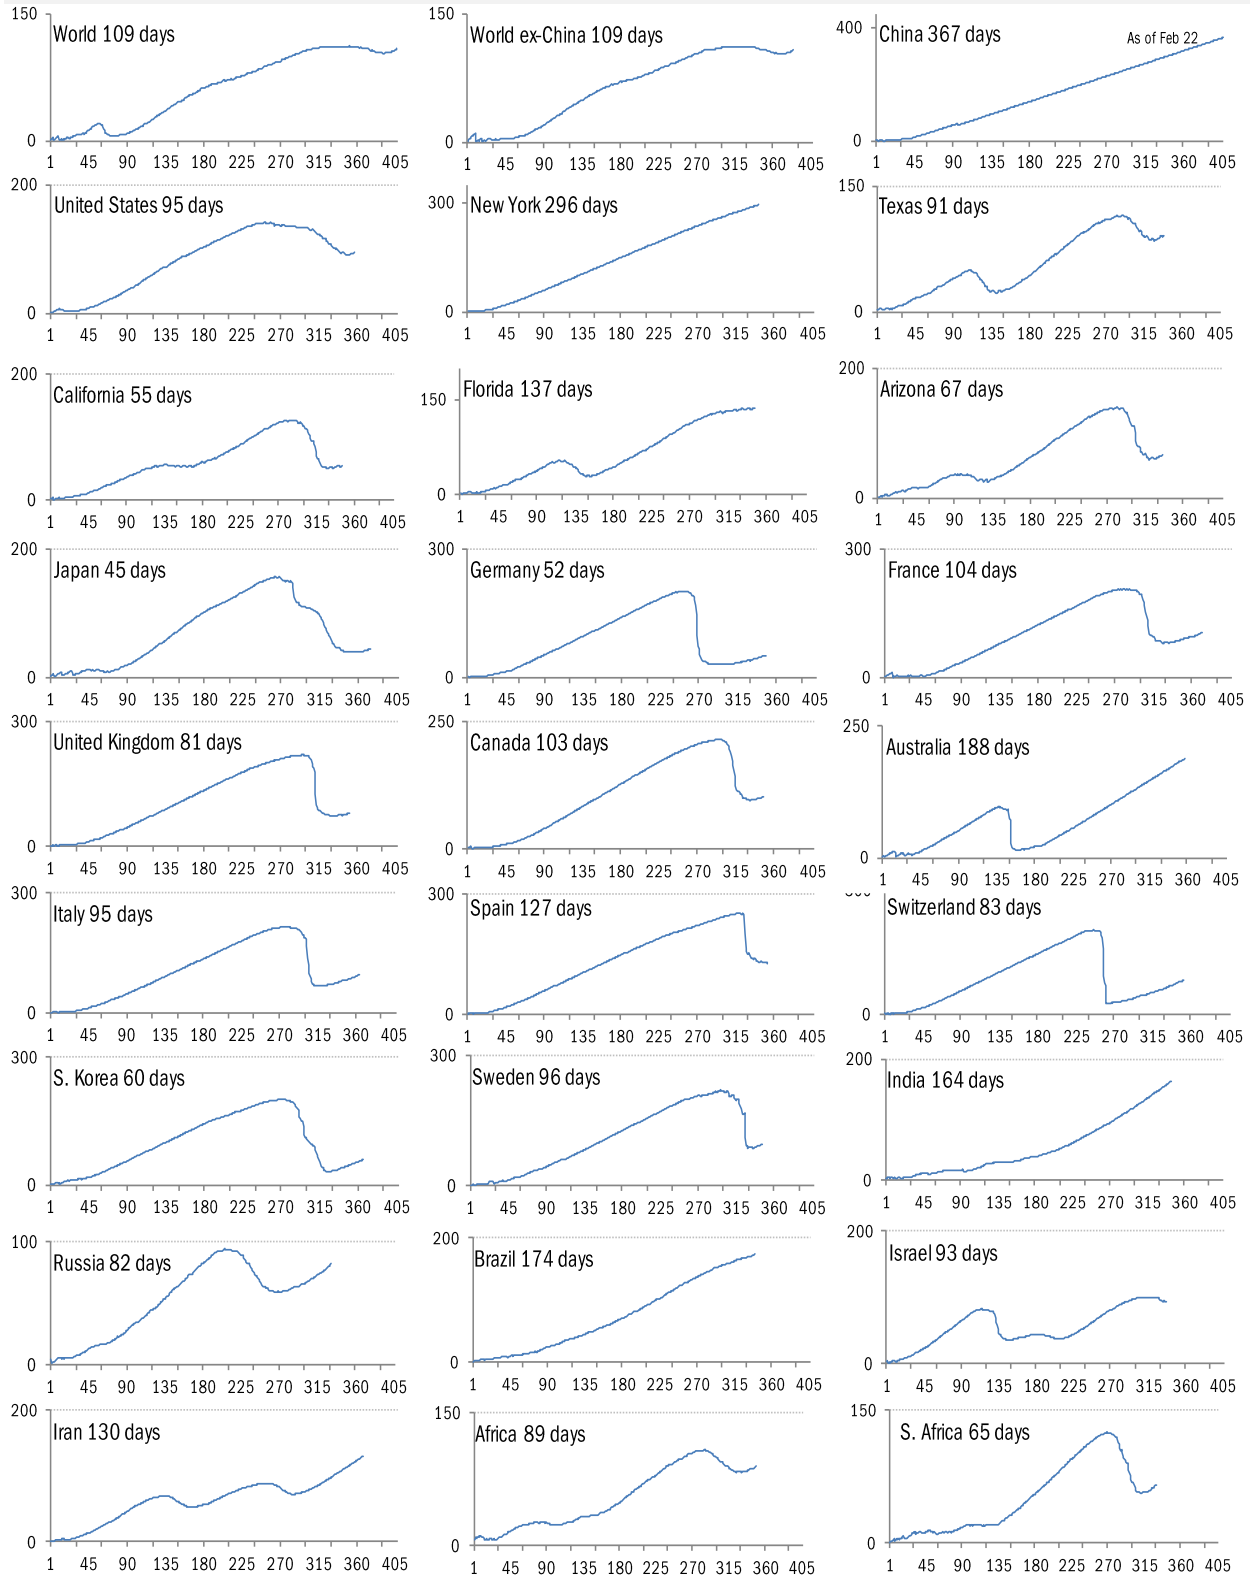 World 109 days
150
0
1 45 90 135 180 225 270 315 360 405
World ex-China 109 days
150
0
1 45 90 135 180 225 270 315 360 405
China 367 days
As of Feb 22
400
0
1 45 90 135 180 225 270 315 360 405
United States 95 days
200
0
1 45 90 135 180 225 270 315 360 405
New York 296 days
300
0
1 45 90 135 180 225 270 315 360 405
Texas 91 days
150
0
1 45 90 135 180 225 270 315 360 405
California 55 days
200
0
1 45 90 135 180 225 270 315 360 405
Florida 137 days
150
0
1 45 90 135 180 225 270 315 360 405
Arizona 67 days
200
0
1 45 90 135 180 225 270 315 360 405
Japan 45 days
200
0
1 45 90 135 180 225 270 315 360 405
Germany 52 days
300
0
1 45 90 135 180 225 270 315 360 405
France 104 days
300
0
1 45 90 135 180 225 270 315 360 405
United Kingdom 81 days
300
0
1 45 90 135 180 225 270 315 360 405
Canada 103 days
250
0
1 45 90 135 180 225 270 315 360 405
Australia 188 days
250
0
1 45 90 135 180 225 270 315 360 405
Italy 95 days
300
0
1 45 90 135 180 225 270 315 360 405
Spain 127 days
300
0
1 45 90 135 180 225 270 315 360 405
Switzerland 83 days
0
1 45 90 135 180 225 270 315 360 405
S. Korea 60 days
300
0
1 45 90 135 180 225 270 315 360 405
Sweden 96 days
300
0
1 45 90 135 180 225 270 315 360 405
India 164 days
200
0
1 45 90 135 180 225 270 315 360 405
Russia 82 days
100
0
1 45 90 135 180 225 270 315 360 405
Brazil 174 days
200
0
1 45 90 135 180 225 270 315 360 405
Israel 93 days
200
0
1 45 90 135 180 225 270 315 360 405
Iran 130 days
200
0
1 45 90 135 180 225 270 315 360 405
Africa 89 days
150
0
1 45 90 135 180 225 270 315 360 405
S. Africa 65 days
150
0
1 45 90 135 180 225 270 315 360 405